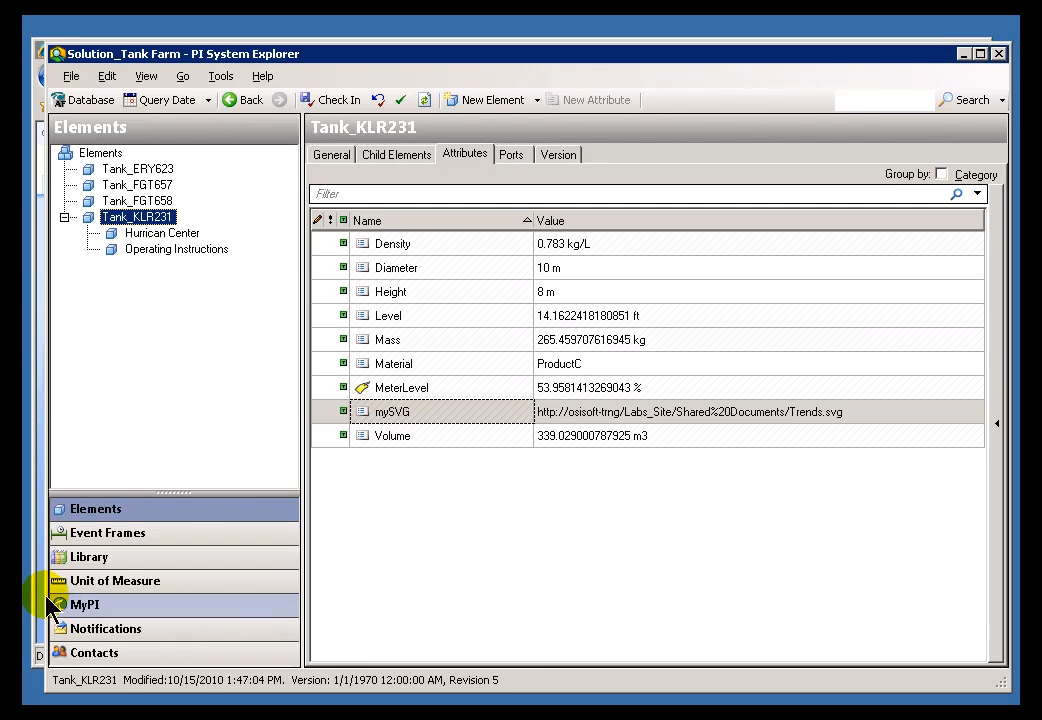 Solution_Tank Farm - PI System Explorer
File Edit View Go Tools Help
Database Query Date Back Check In New Element New Attribute Search
Elements
Tank_KLR231
Elements
Tank_ERY623
Tank_FGT657
Tank_FGT658
Tank_KLR231
Hurrican Center
Operating Instructions
General Child Elements Attributes Ports Version
Group by: Category
Filter
Name Value
Density 0.783 kg/L
Diameter 10 m
Height 8 m
Level 14.1622418180851 ft
Mass 265.459707616945 kg
Material ProductC
MeterLevel 53.9581413269043 %
mySVG http://osisoft-trng/Labs_Site/Shared%20Documents/Trends.svg
Volume 339.029000787925 m3
Elements
Event Frames
Library
Unit of Measure
MyPI
Notifications
Contacts
Tank_KLR231 Modified:10/15/2010 1:47:04 PM. Version: 1/1/1970 12:00:00 AM, Revision 5